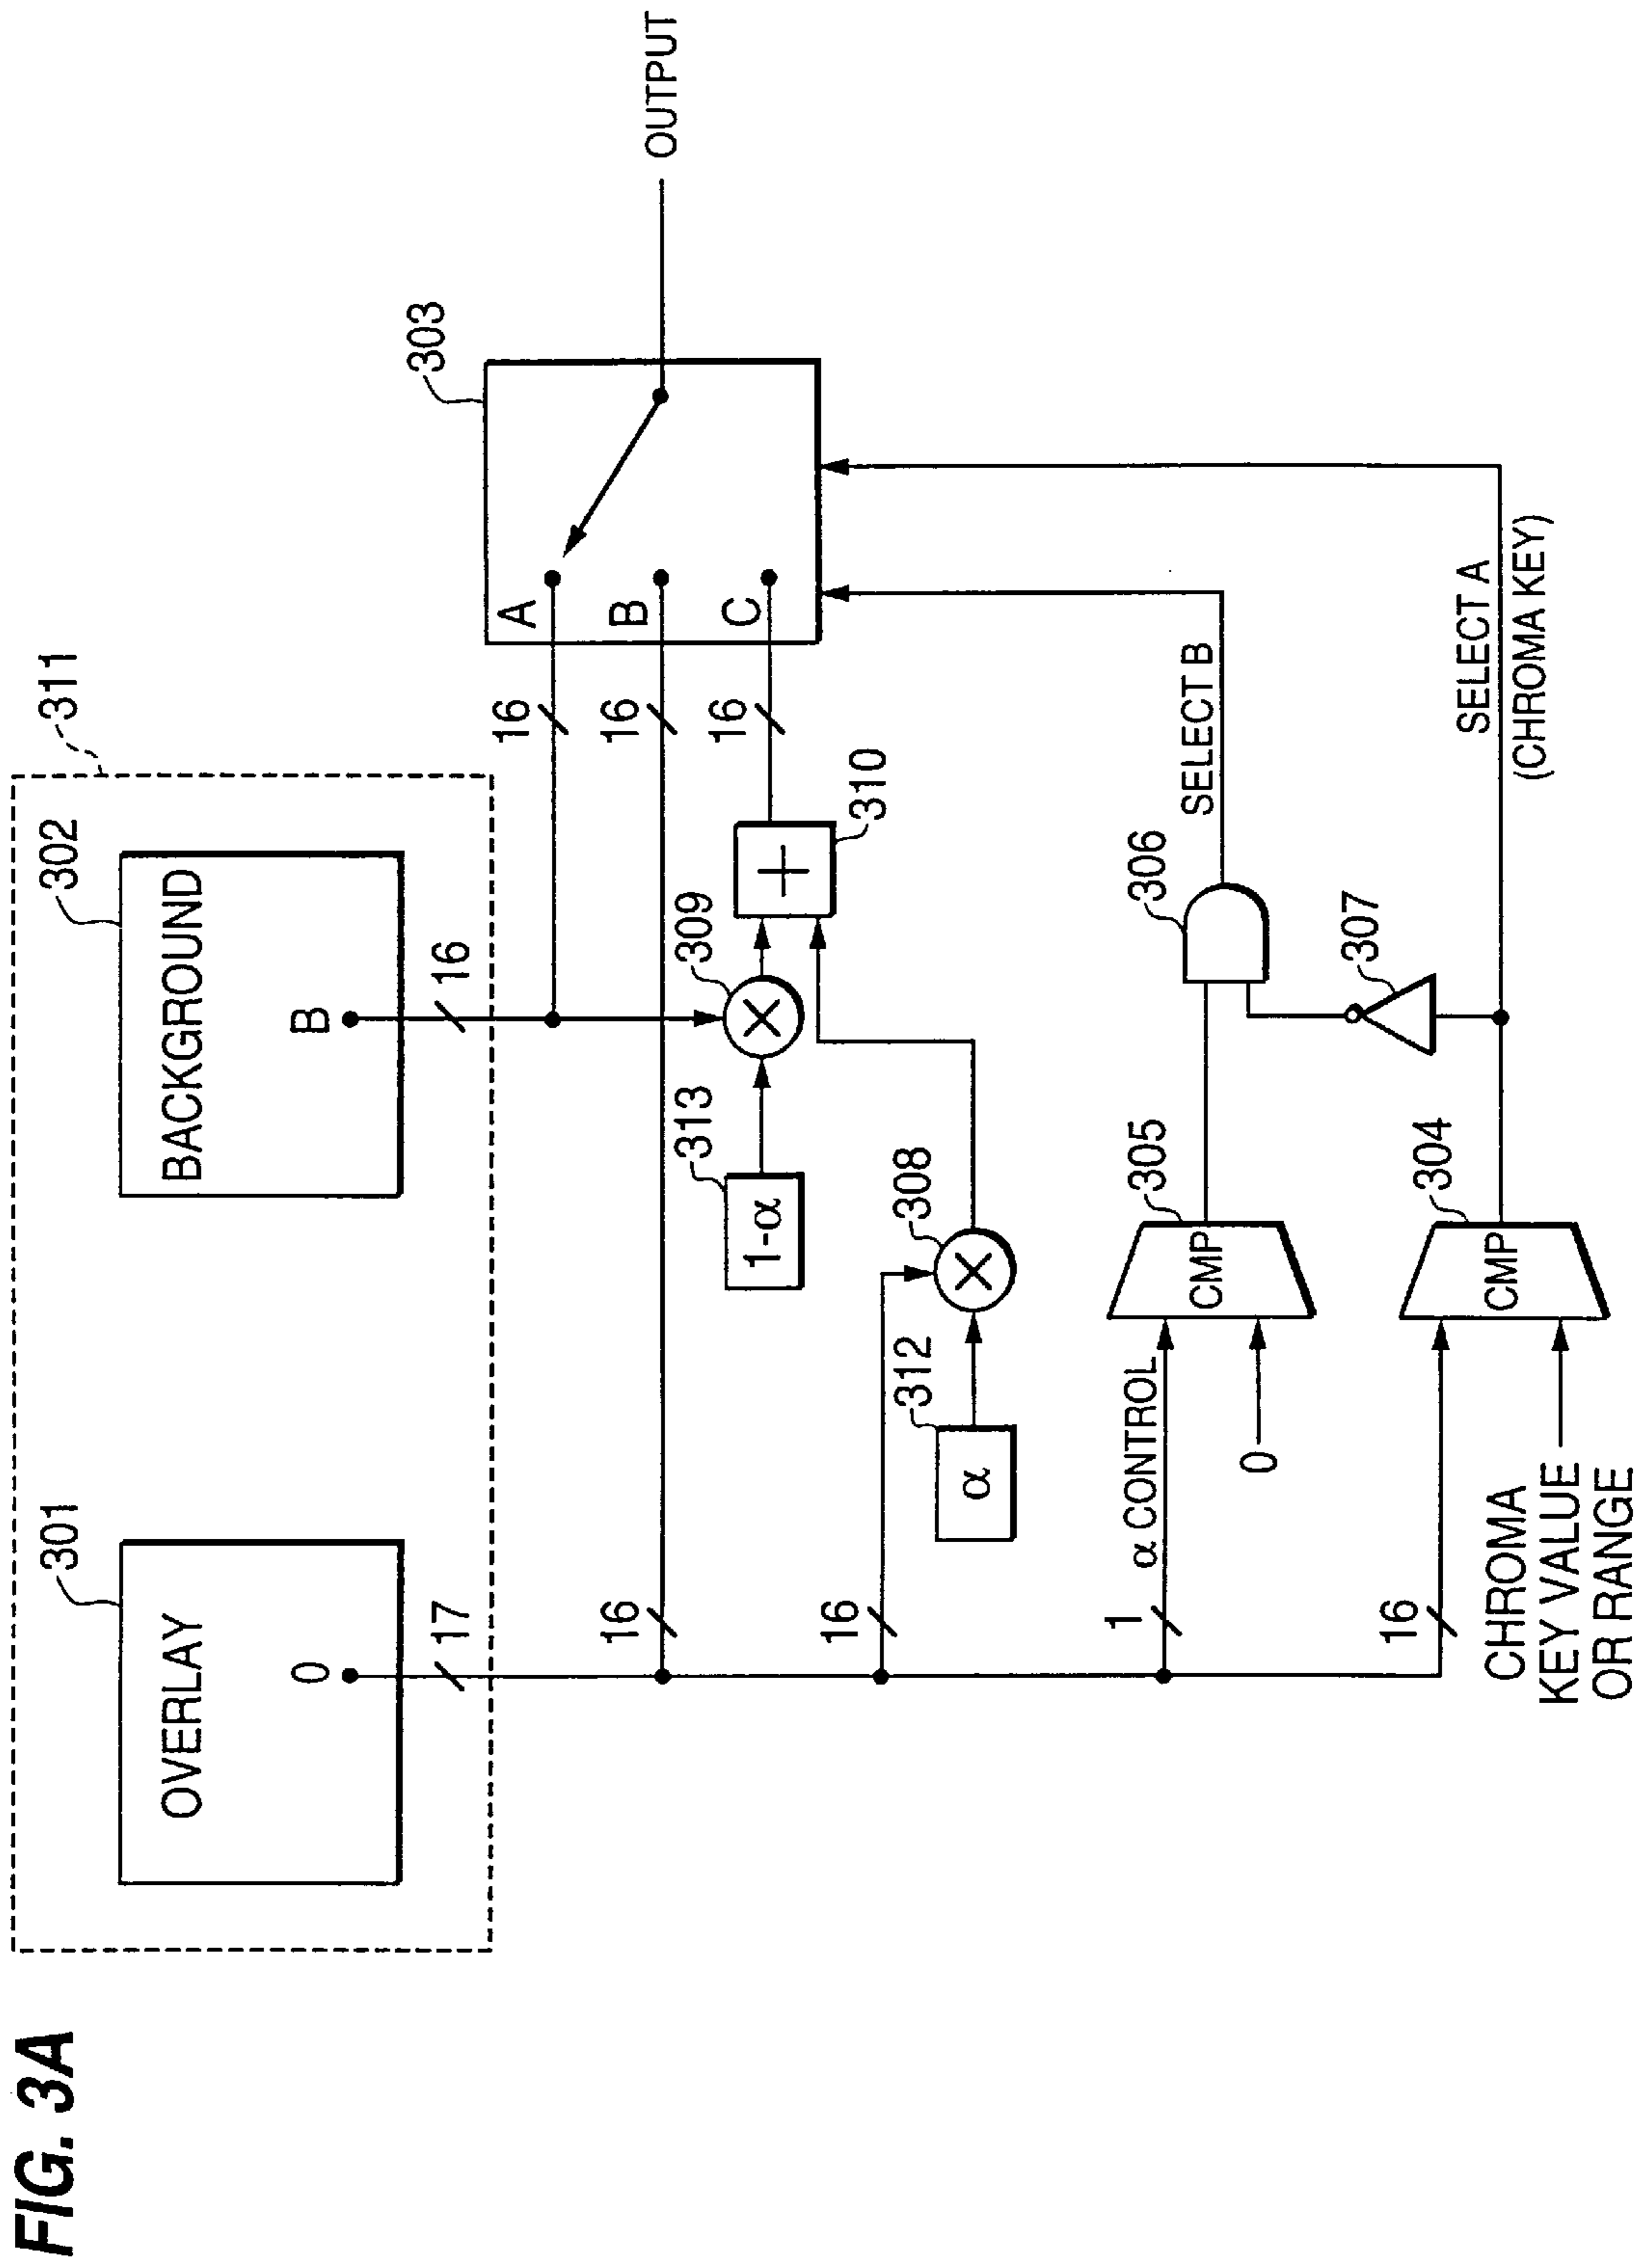 FIG. 3A
311
301
OVERLAY
0
17
302
BACKGROUND
B
16
303
A
B
C
16
16
16
OUTPUT
16
313
1-α
309
310
+
16
312
α
308
1
α CONTROL
0
305
CMP
306
307
SELECT B
16
CHROMA
KEY VALUE
OR RANGE
304
CMP
SELECT A
(CHROMA KEY)